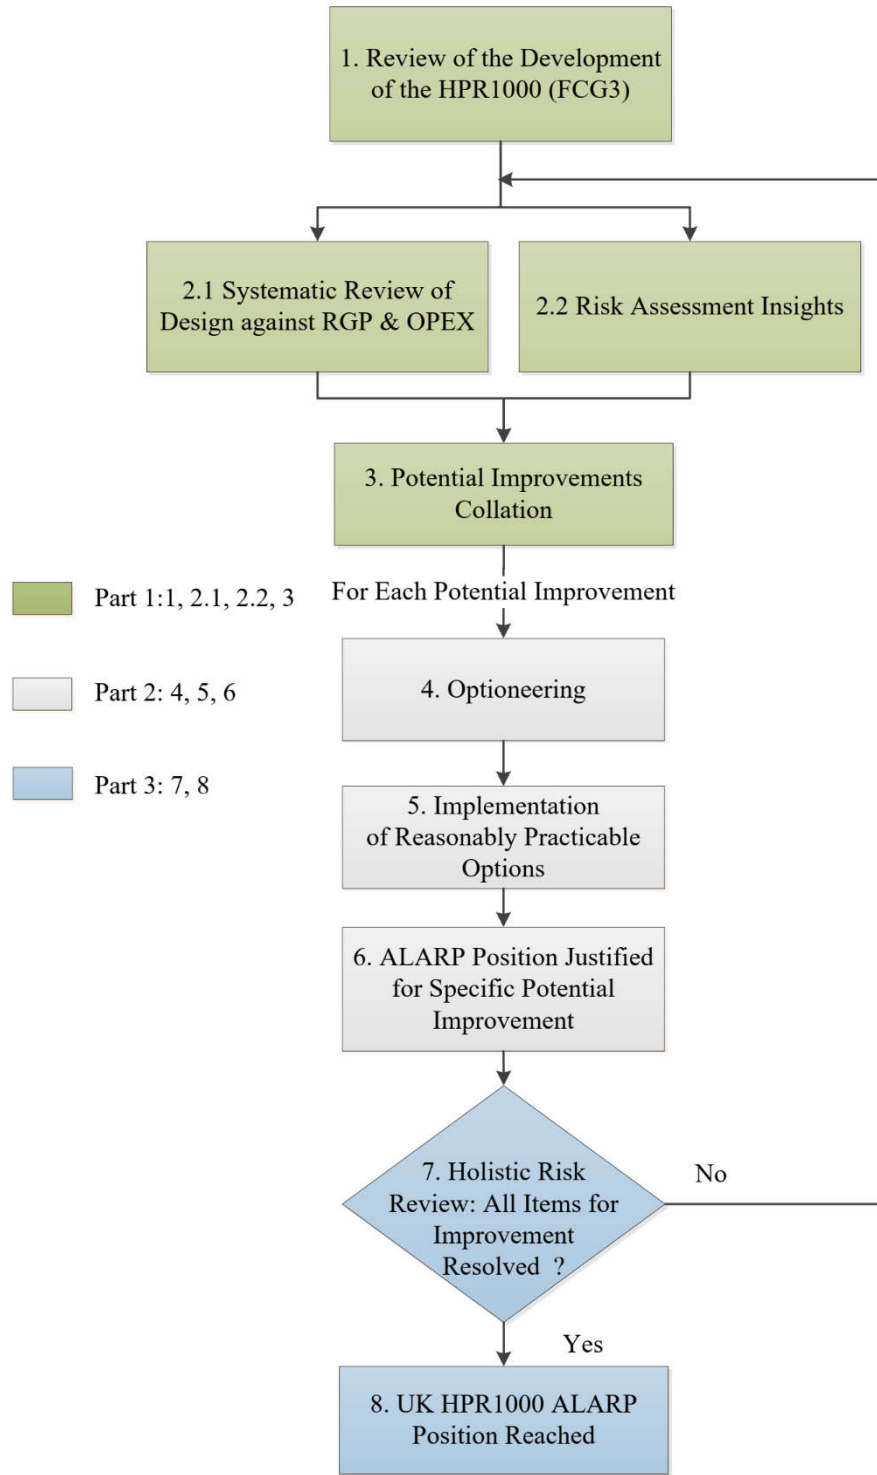 1. Review of the Development
of the HPR1000 (FCG3)
2.1 Systematic Review of
Design against RGP & OPEX
2.2 Risk Assessment Insights
3. Potential Improvements
Collation
For Each Potential Improvement
Part 1:1, 2.1, 2.2, 3
Part 2: 4, 5, 6
Part 3: 7, 8
4. Optioneering
5. Implementation
of Reasonably Practicable
Options
6. ALARP Position Justified
for Specific Potential
Improvement
7. Holistic Risk
Review: All Items for
Improvement
Resolved ?
No
Yes
8. UK HPR1000 ALARP
Position Reached